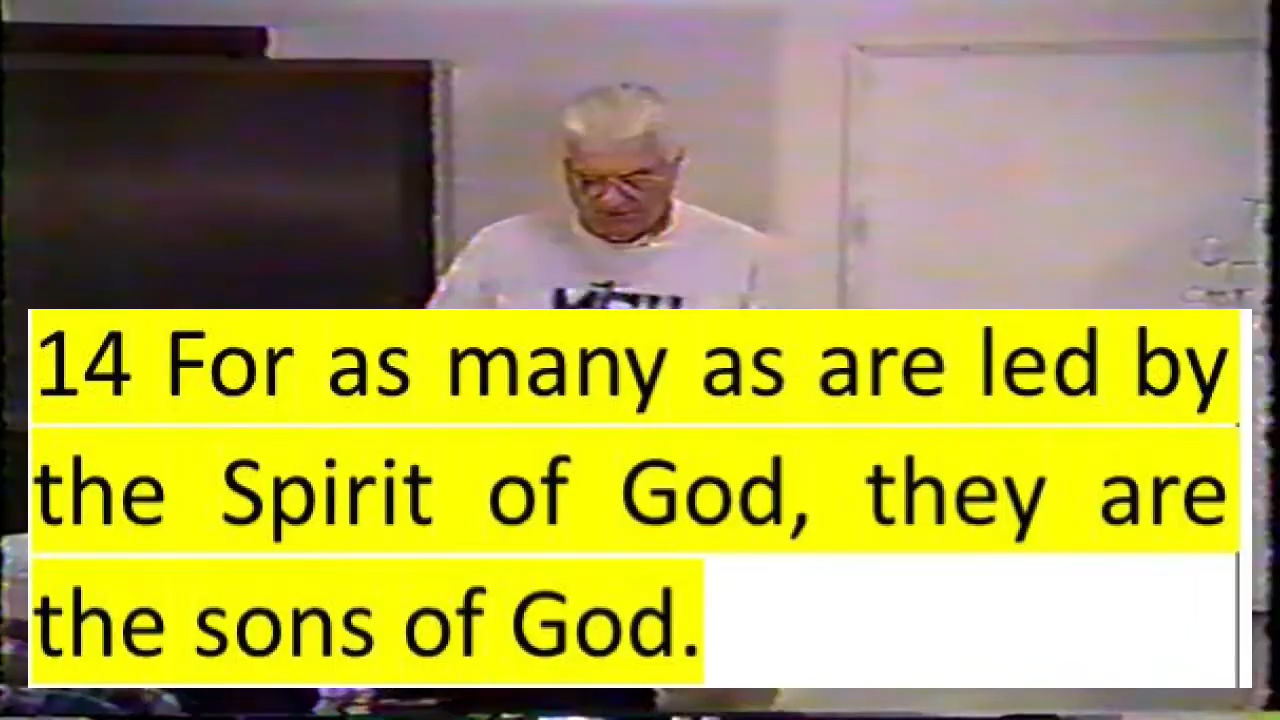 14 For as many as are led by
the Spirit of God, they are
the sons of God.